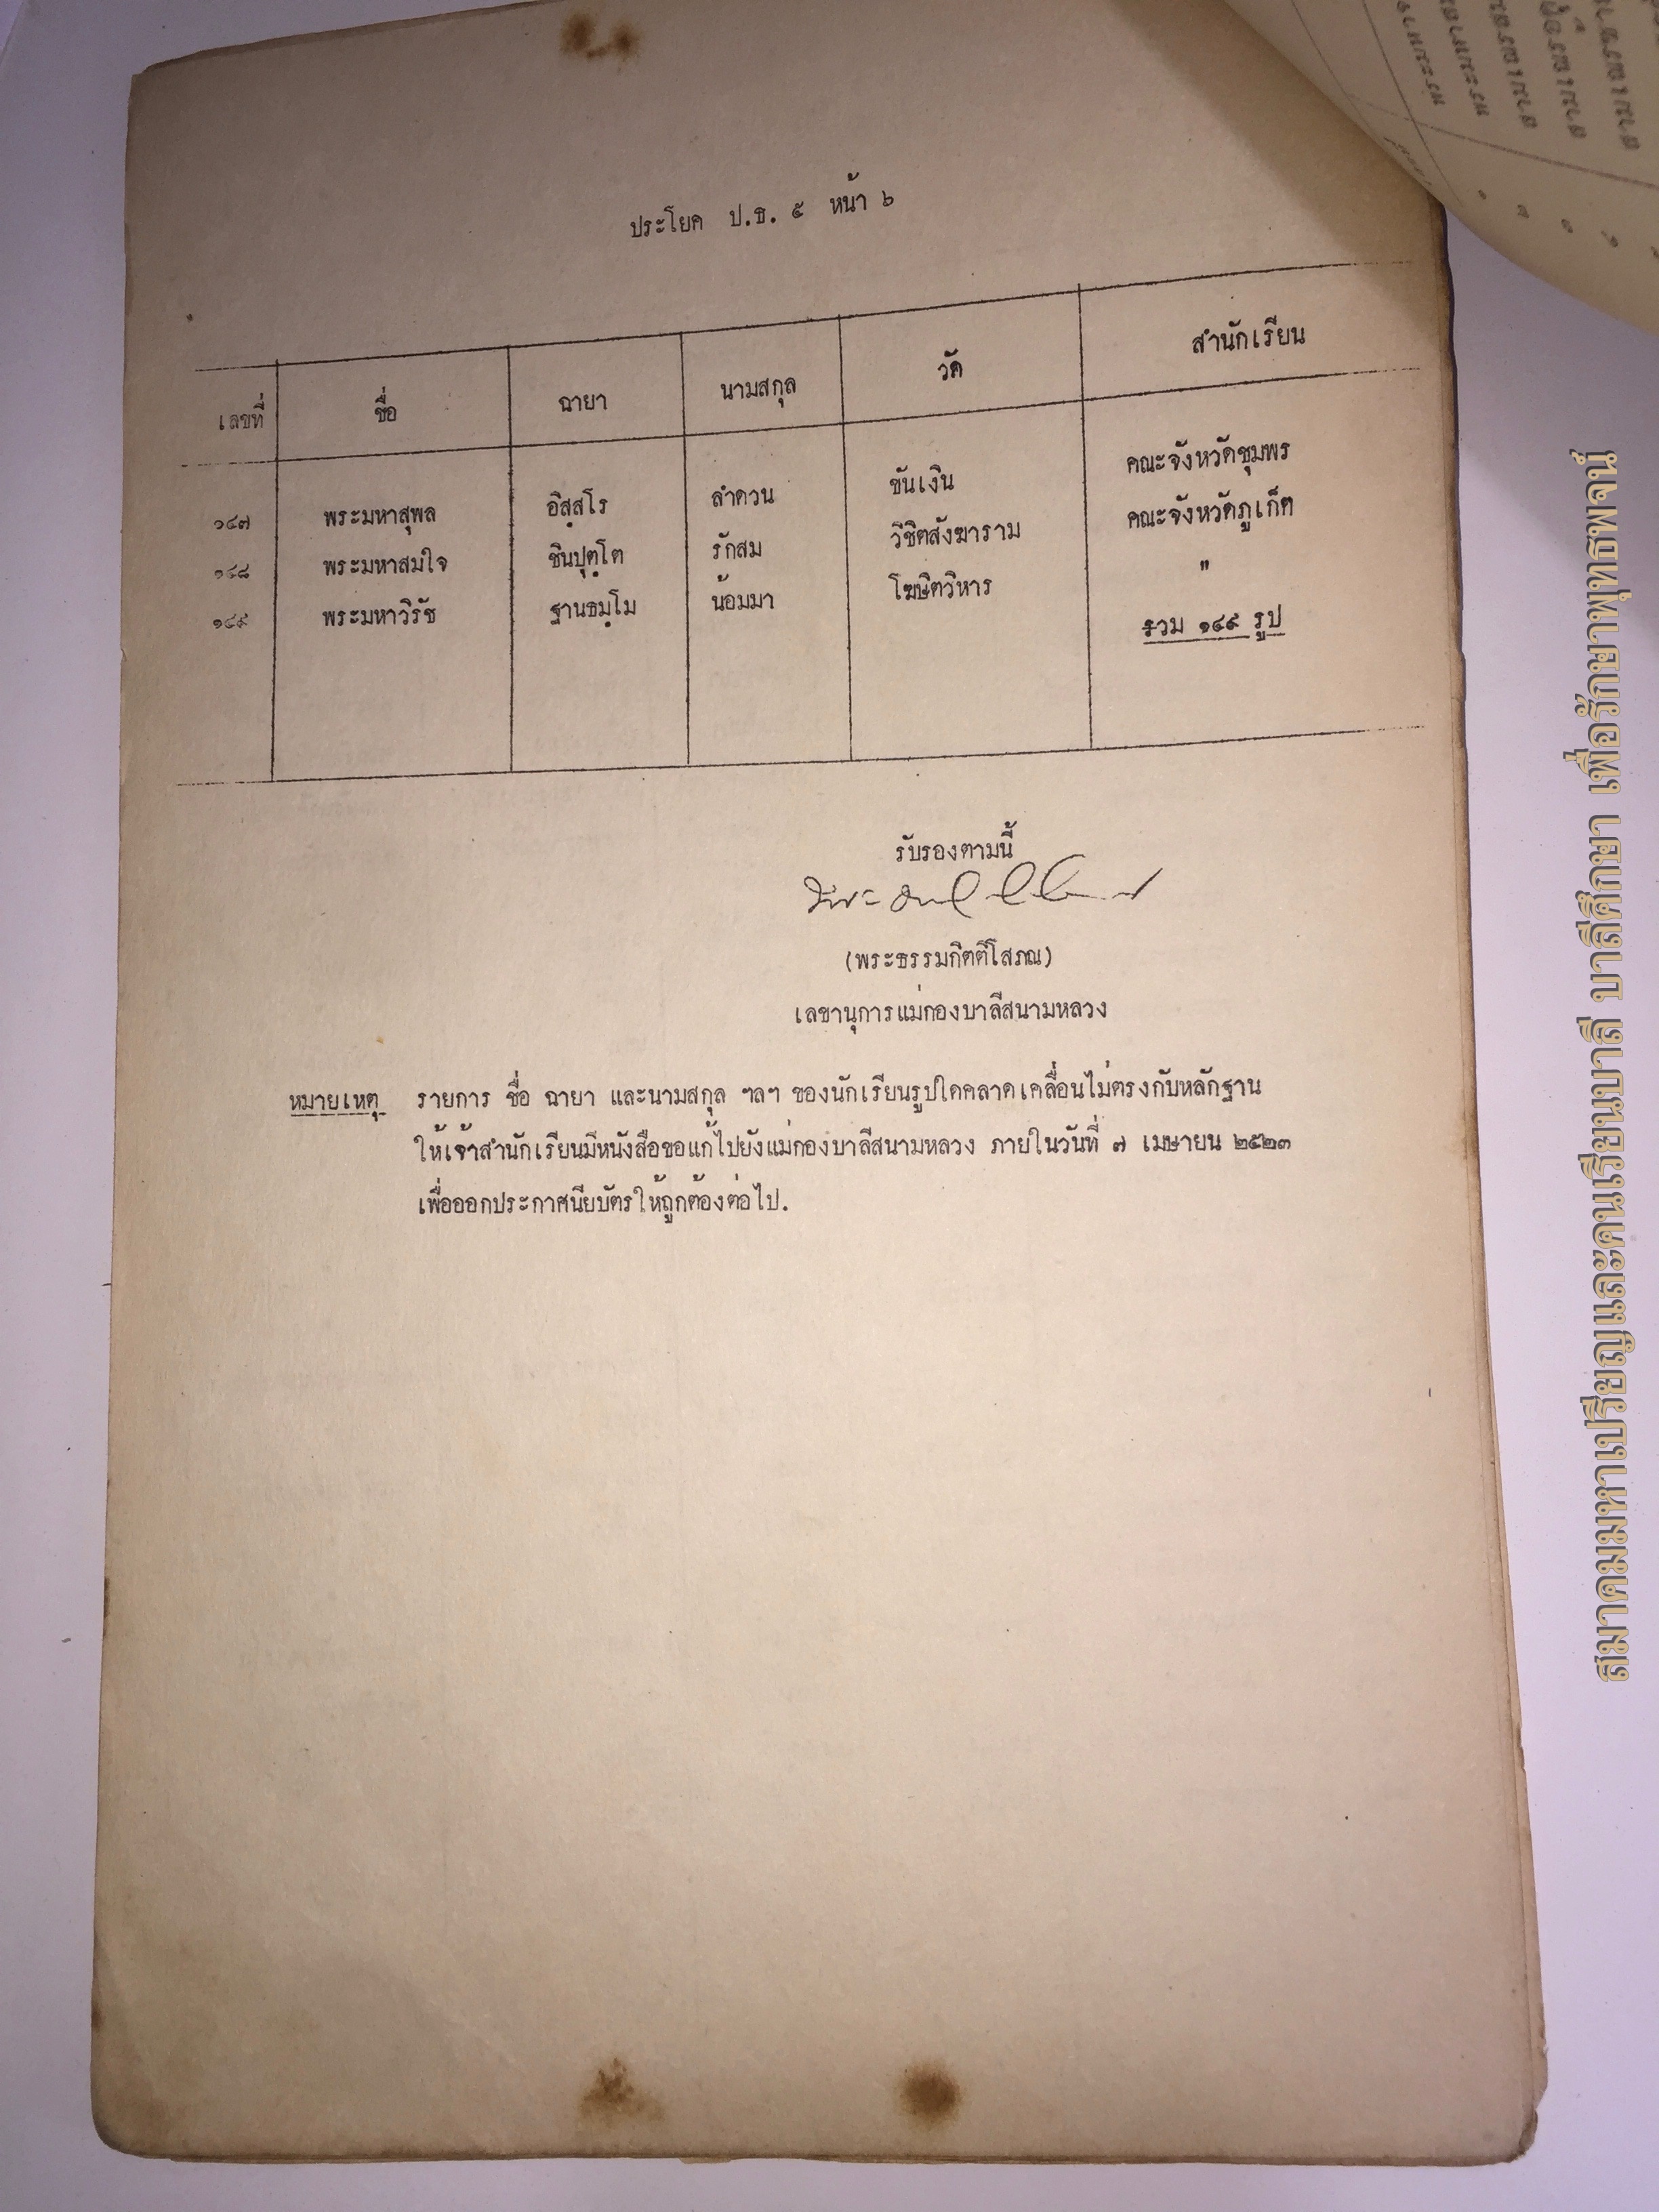 ประโยค ป.ธ. ๕ หน้า ๖
เลขที่ ชื่อ ฉายา นามสกุล วัด สำนักเรียน
๑๔๗ พระมหาสุพล อิสฺสโร ลำดวน ขันเงิน คณะจังหวัดชุมพร
๑๔๘ พระมหาสมใจ ชินปุตฺโต รักสม วิชิตสังฆาราม คณะจังหวัดภูเก็ต
๑๔๙ พระมหาวิรัช ฐานธมฺโม น้อมมา โฆษิตวิหาร "
รวม ๑๔๙ รูป
รับรองตามนี้
(พระธรรมกิตติโสภณ)
เลขานุการแม่กองบาลีสนามหลวง
หมายเหตุ รายการ ชื่อ ฉายา และนามสกุล ฯลฯ ของนักเรียนรูปใดคลาดเคลื่อนไม่ตรงกับหลักฐาน
ให้เจ้าสำนักเรียนมีหนังสือขอแก้ไปยังแม่กองบาลีสนามหลวง ภายในวันที่ ๗ เมษายน ๒๕๒๓
เพื่อออกประกาศนียบัตรให้ถูกต้องต่อไป.
สมาคมมหาเปรียญและคนเรียนบาลี บาลีศึกษา เพื่อรักษาพุทธพจน์